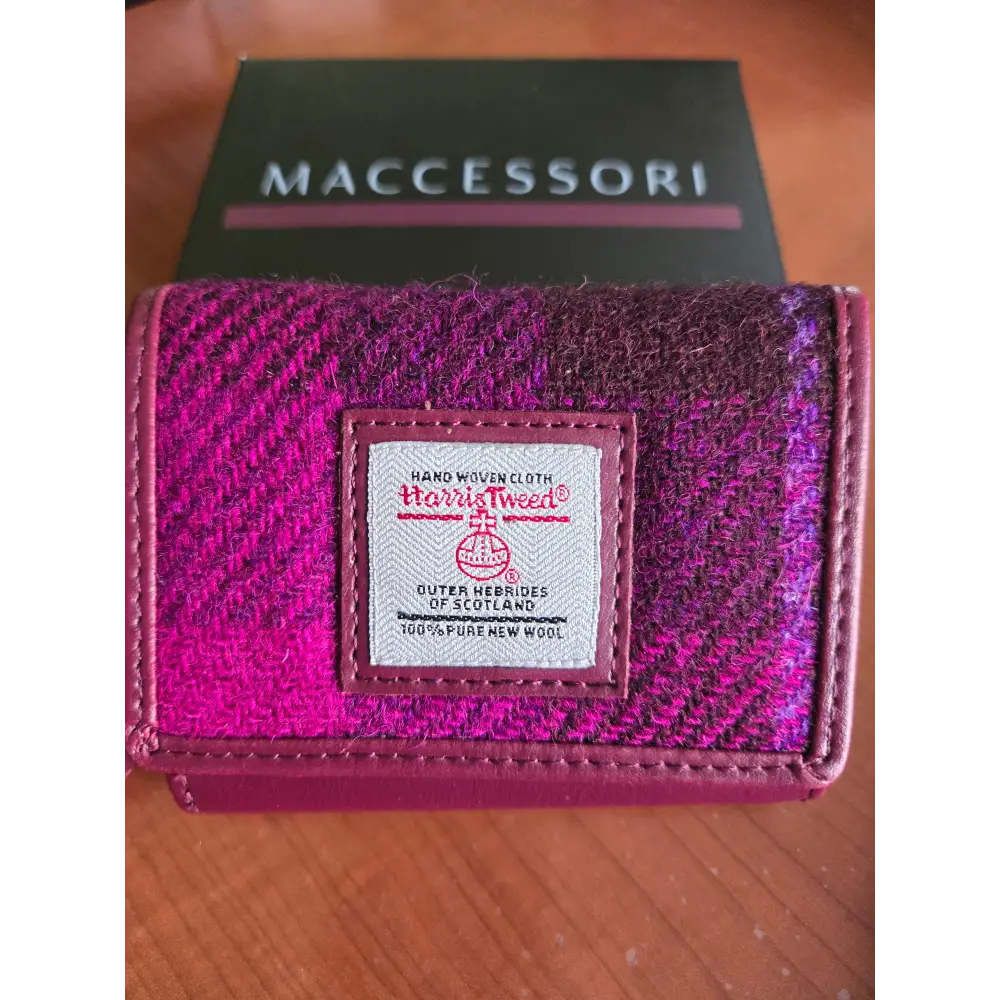 MACCESSORI
HAND WOVEN CLOTH
Harris Tweed®
®
OUTER HEBRIDES
OF SCOTLAND
100% PURE NEW WOOL